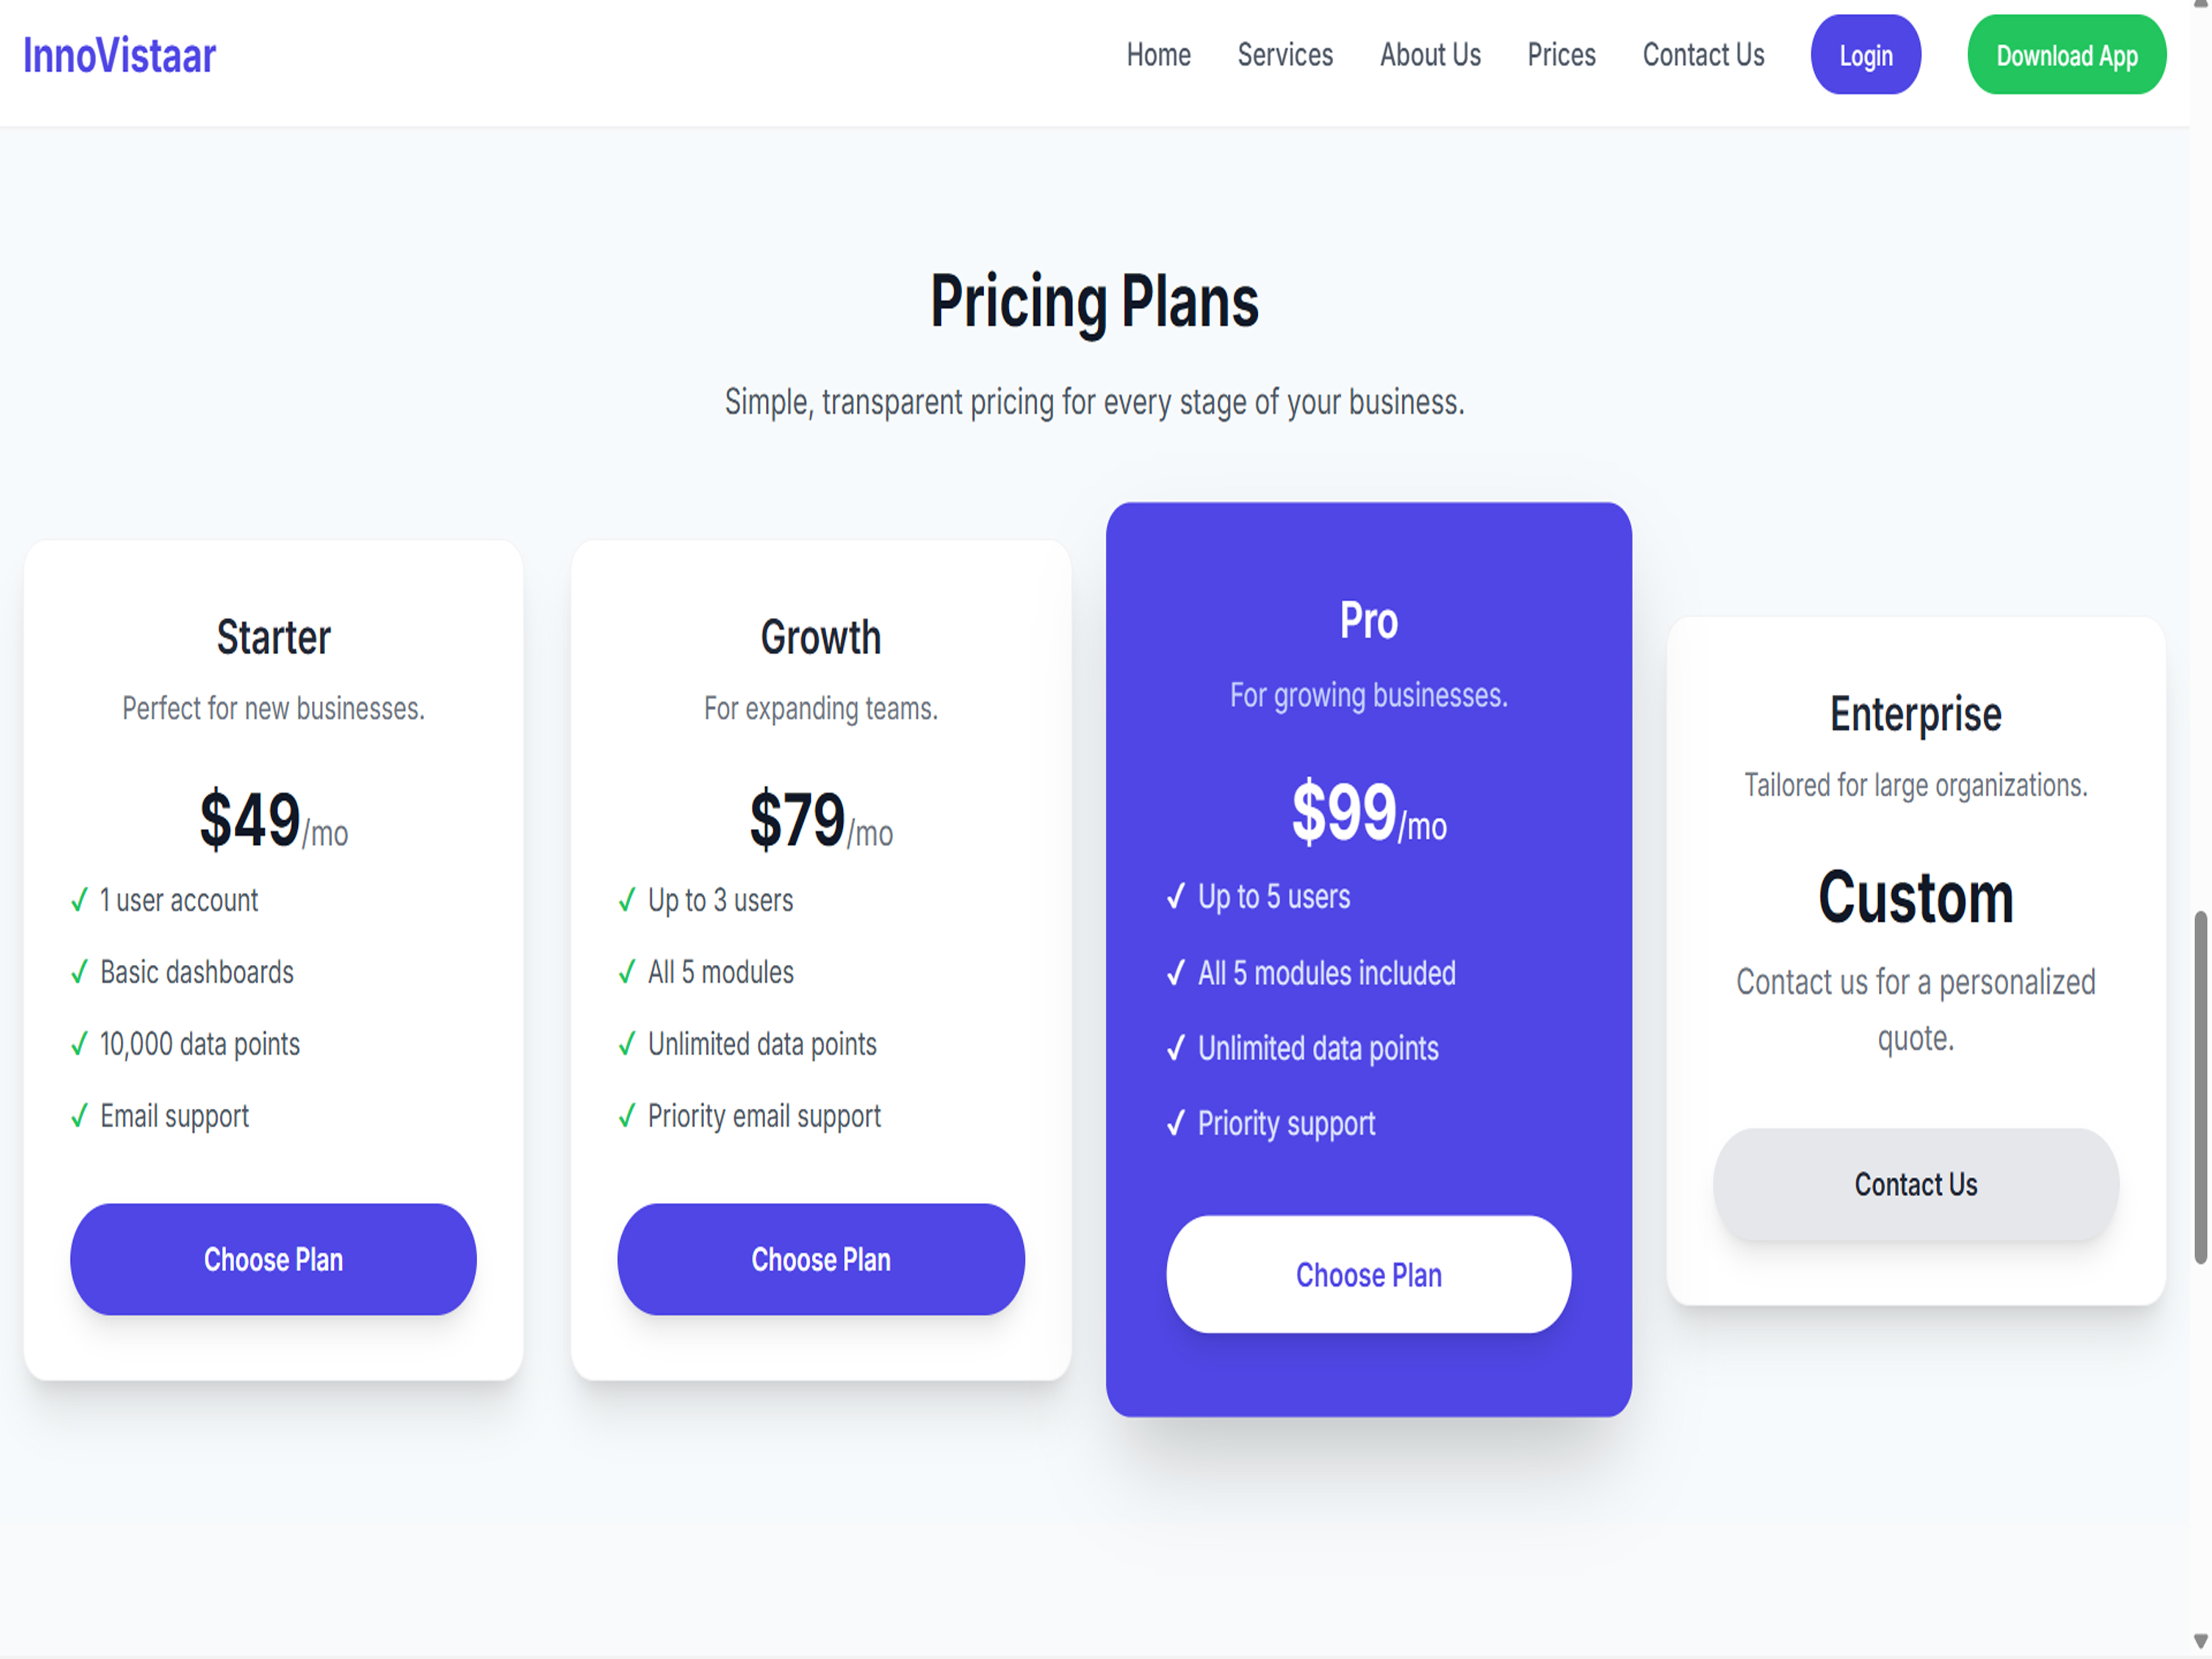 InnoVistaar
Home Services About Us Prices Contact Us Login Download App
Pricing Plans
Simple, transparent pricing for every stage of your business.
Starter
Perfect for new businesses.
$49/mo
✓ 1 user account
✓ Basic dashboards
✓ 10,000 data points
✓ Email support
Choose Plan
Growth
For expanding teams.
$79/mo
✓ Up to 3 users
✓ All 5 modules
✓ Unlimited data points
✓ Priority email support
Choose Plan
Pro
For growing businesses.
$99/mo
✓ Up to 5 users
✓ All 5 modules included
✓ Unlimited data points
✓ Priority support
Choose Plan
Enterprise
Tailored for large organizations.
Custom
Contact us for a personalized
quote.
Contact Us